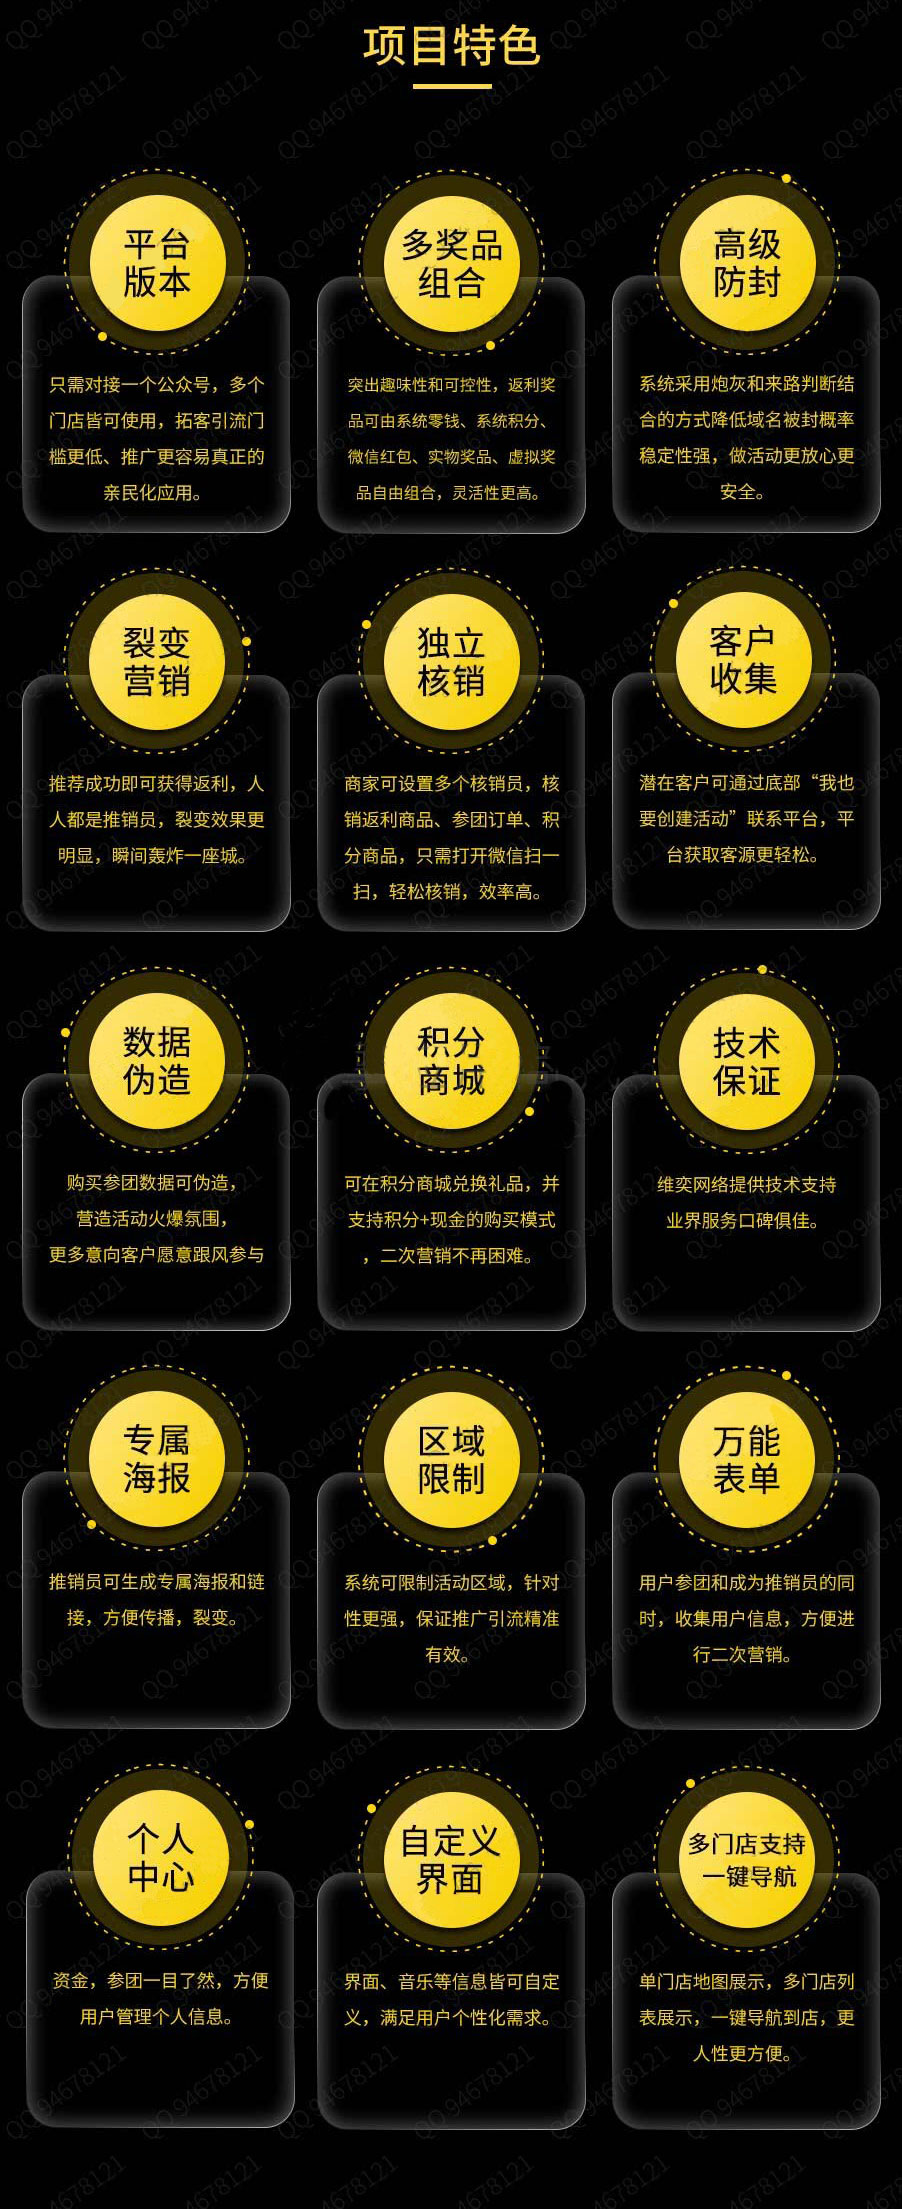 项目特色
平台
版本
只需对接一个公众号，多个
门店皆可使用，拓客引流门
槛更低、推广更容易真正的
亲民化应用。
多奖品
组合
突出趣味性和可控性，返利奖
品可由系统零钱、系统积分、
微信红包、实物奖品、虚拟奖
品自由组合，灵活性更高。
高级
防封
系统采用炮灰和来路判断结
合的方式降低域名被封概率
稳定性强，做活动更放心更
安全。
裂变
营销
推荐成功即可获得返利，人
人都是推销员，裂变效果更
明显，瞬间轰炸一座城。
独立
核销
商家可设置多个核销员，核
销返利商品、参团订单、积
分商品，只需打开微信扫一
扫，轻松核销，效率高。
客户
收集
潜在客户可通过底部“我也
要创建活动”联系平台，平
台获取客源更轻松。
数据
伪造
购买参团数据可伪造，
营造活动火爆氛围，
更多意向客户愿意跟风参与
积分
商城
可在积分商城兑换礼品，并
支持积分+现金的购买模式
，二次营销不再困难。
技术
保证
维奕网络提供技术支持
业界服务口碑俱佳。
专属
海报
推销员可生成专属海报和链
接，方便传播，裂变。
区域
限制
系统可限制活动区域，针对
性更强，保证推广引流精准
有效。
万能
表单
用户参团和成为推销员的同
时，收集用户信息，方便进
行二次营销。
个人
中心
资金，参团一目了然，方便
用户管理个人信息。
自定义
界面
界面、音乐等信息皆可自定
义，满足用户个性化需求。
多门店支持
一键导航
单门店地图展示，多门店列
表展示，一键导航到店，更
人性更方便。
QQ 94678121